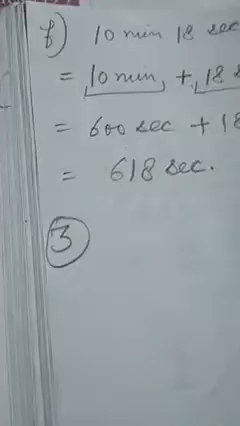 f) 10 min 18 sec
= 10 min + 18
= 600 sec + 18
= 618 sec.
3